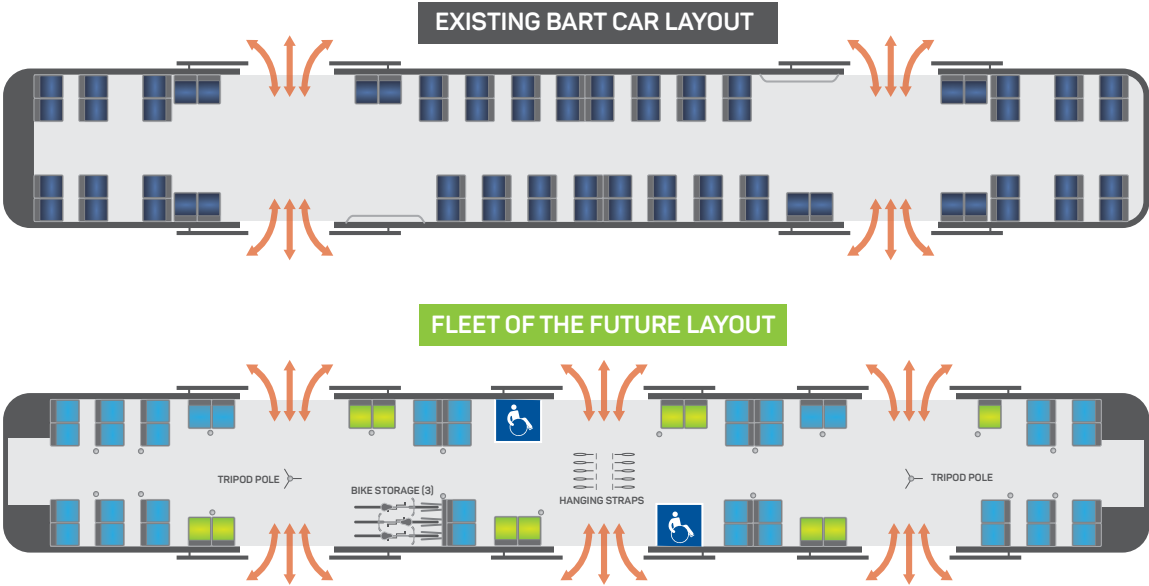 EXISTING BART CAR LAYOUT
FLEET OF THE FUTURE LAYOUT
TRIPOD POLE
BIKE STORAGE (3)
HANGING STRAPS
TRIPOD POLE